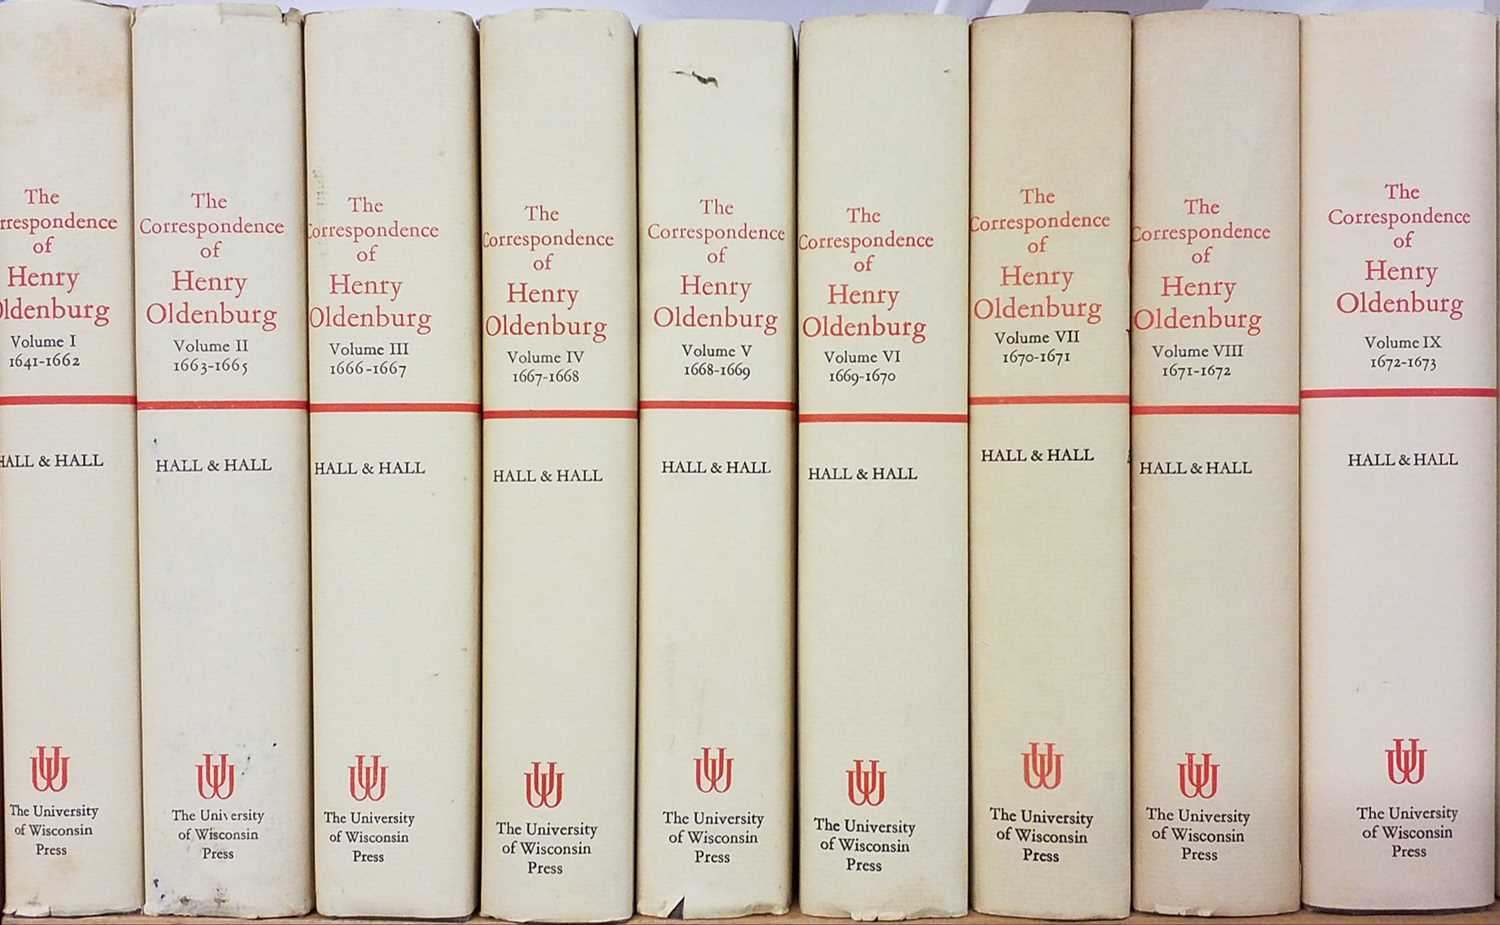 The
rrespondence
of
Henry
Oldenburg
Volume I
1641-1662
HALL & HALL
The University
of Wisconsin
Press
The
Correspondence
of
Henry
Oldenburg
Volume II
1663-1665
HALL & HALL
The University
of Wisconsin
Press
The
Correspondence
of
Henry
Oldenburg
Volume III
1666-1667
HALL & HALL
The University
of Wisconsin
Press
The
Correspondence
of
Henry
Oldenburg
Volume IV
1667-1668
HALL & HALL
The University
of Wisconsin
Press
The
Correspondence
of
Henry
Oldenburg
Volume V
1668-1669
HALL & HALL
The University
of Wisconsin
Press
The
Correspondence
of
Henry
Oldenburg
Volume VI
1669-1670
HALL & HALL
The University
of Wisconsin
Press
The
Correspondence
of
Henry
Oldenburg
Volume VII
1670-1671
HALL & HALL
The University
of Wisconsin
Press
The
Correspondence
of
Henry
Oldenburg
Volume VIII
1671-1672
HALL & HALL
The University
of Wisconsin
Press
The
Correspondence
of
Henry
Oldenburg
Volume IX
1672-1673
HALL & HALL
The University
of Wisconsin
Press